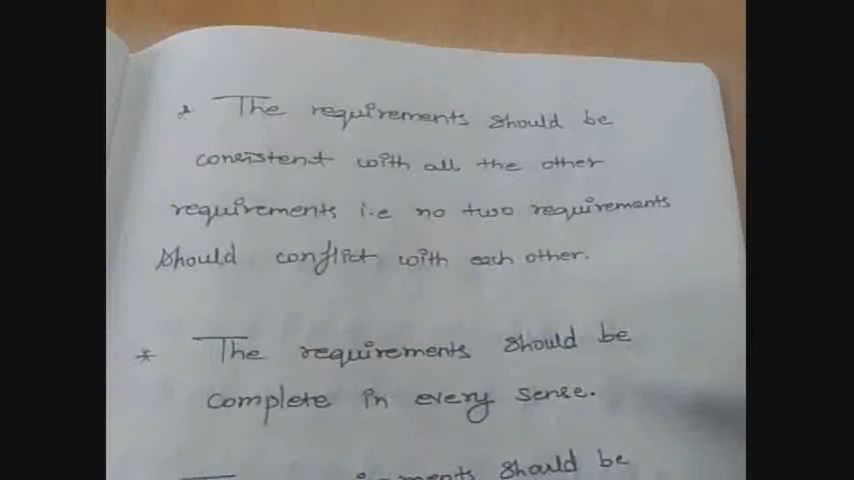 * The requirements should be
consistent with all the other
requirements i.e no two requirements
should conflict with each other.
* The requirements should be
complete in every sense.
should be